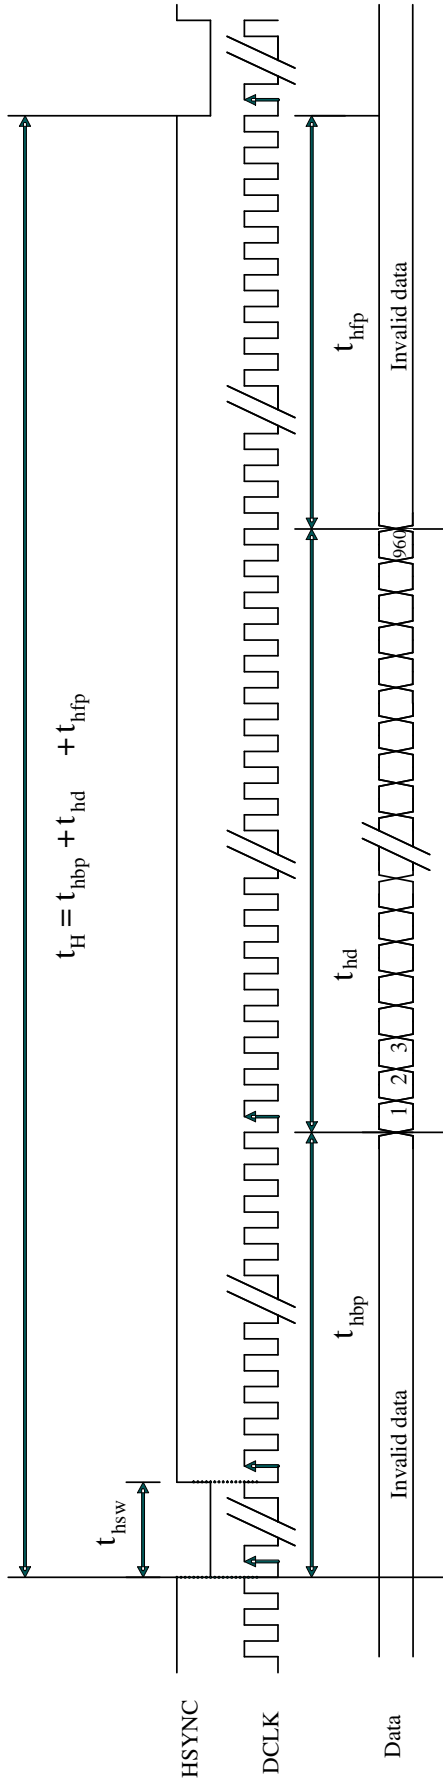 t_H = t_hbp + t_hd + t_hfp
t_hsw
HSYNC
DCLK
t_hbp
t_hd
t_hfp
Data
Invalid data
1 2 3
960
Invalid data